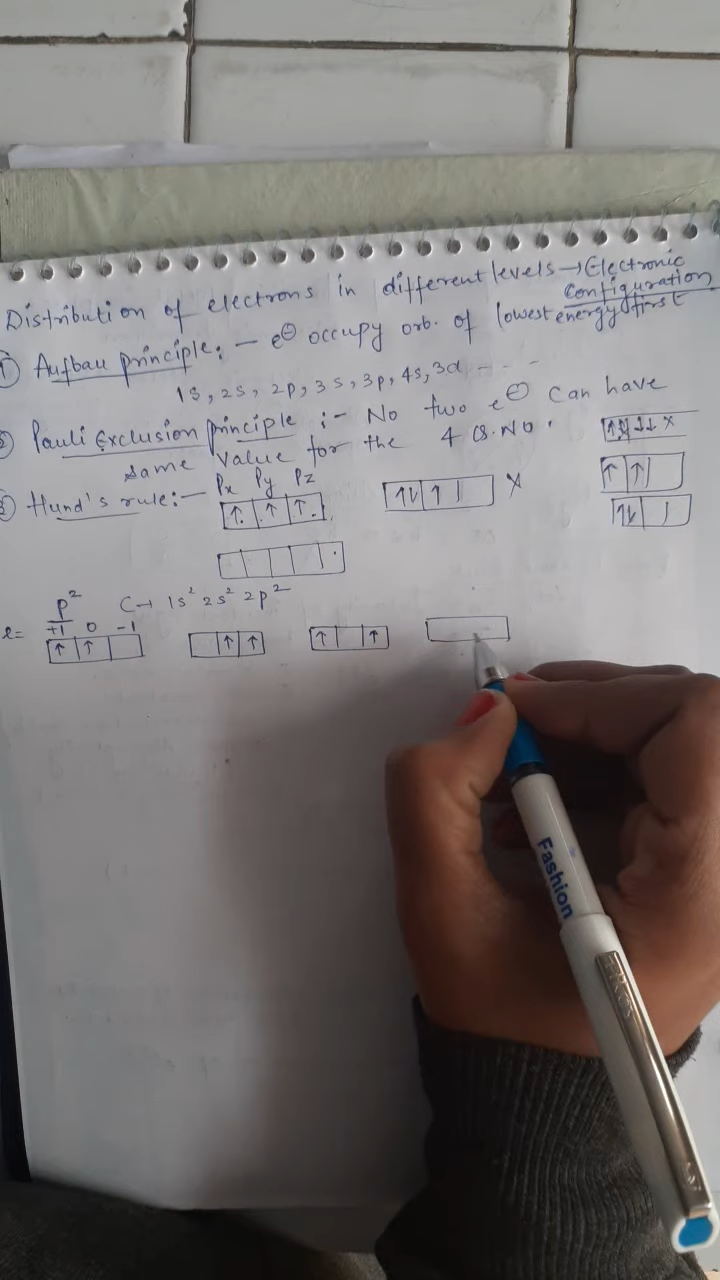 Distribution of electrons in different levels → Electronic
Configuration
① Aufbau principle :- e⊖ occupy orb. of lowest energy first
1s, 2s, 2p, 3s, 3p, 4s, 3d - - -
② Pauli Exclusion principle :- No two e⊖ can have
same value for the 4 Q.NO.
↑↓ ↓↓ ×
③ Hund's rule :- Px Py Pz
↑ ↑ ↑
↑↓ ↑ ×
↑ ↑
↑↓
p² C → 1s² 2s² 2p²
l= +1 0 -1
↑ ↑
↑ ↑
↑ ↑
Fashion